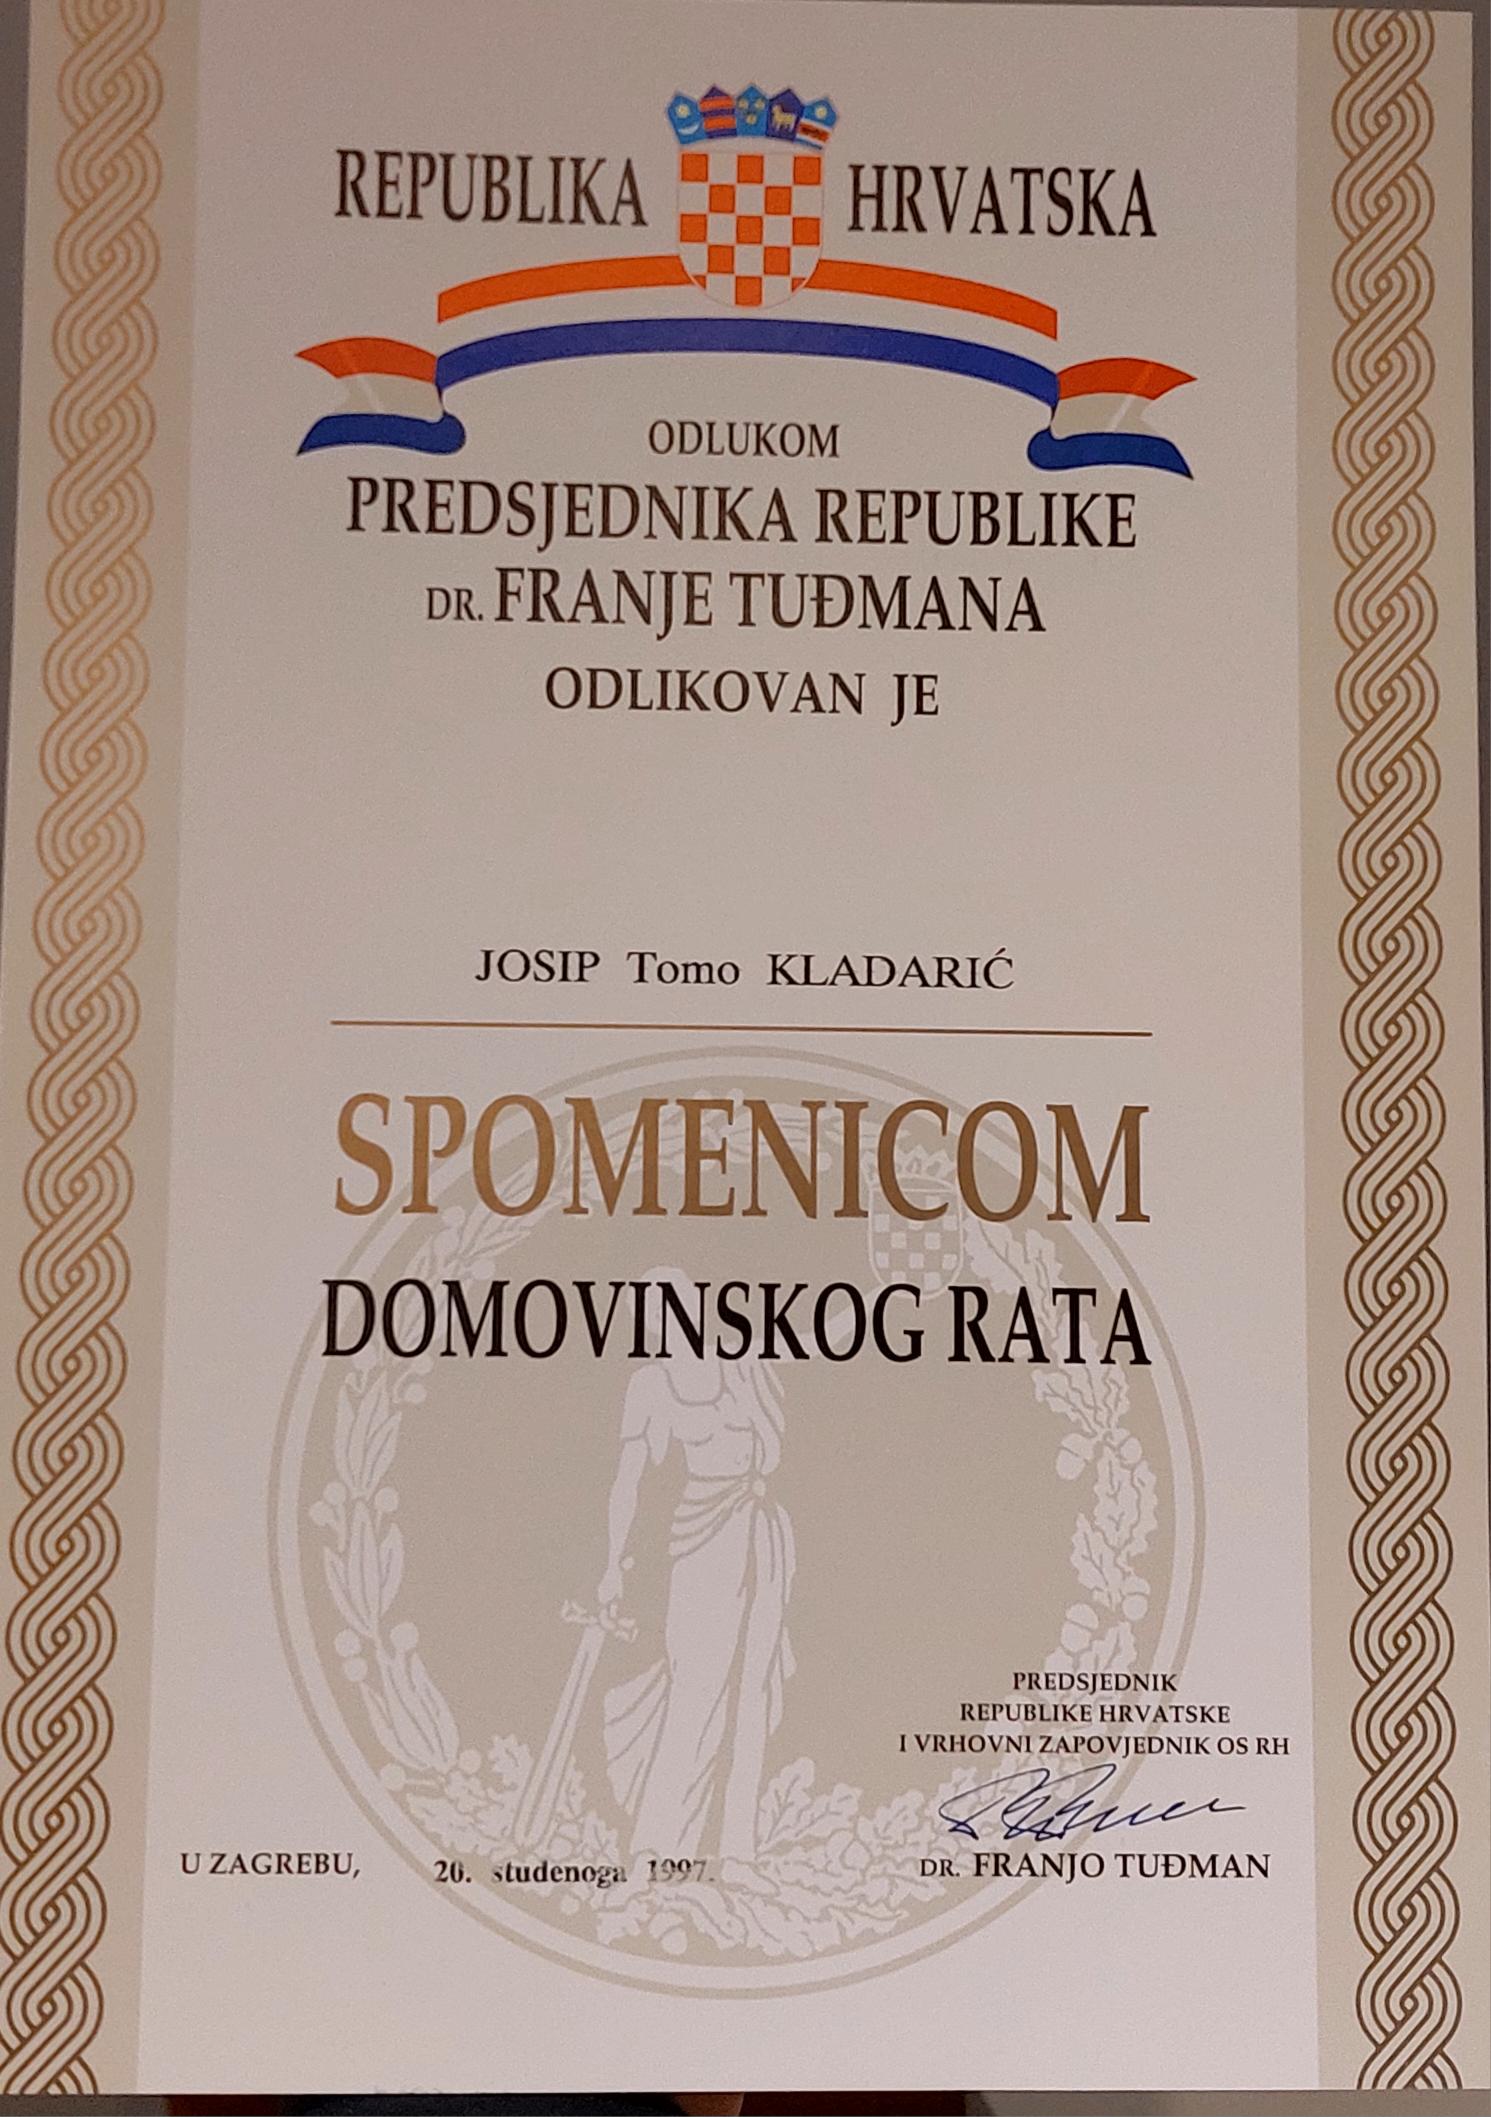 REPUBLIKA HRVATSKA
ODLUKOM
PREDSJEDNIKA REPUBLIKE
DR. FRANJE TUĐMANA
ODLIKOVAN JE
JOSIP Tomo KLADARIĆ
SPOMENICOM
DOMOVINSKOG RATA
PREDSJEDNIK
REPUBLIKE HRVATSKE
I VRHOVNI ZAPOVJEDNIK OS RH
DR. FRANJO TUĐMAN
U ZAGREBU, 20. studenoga 1997.